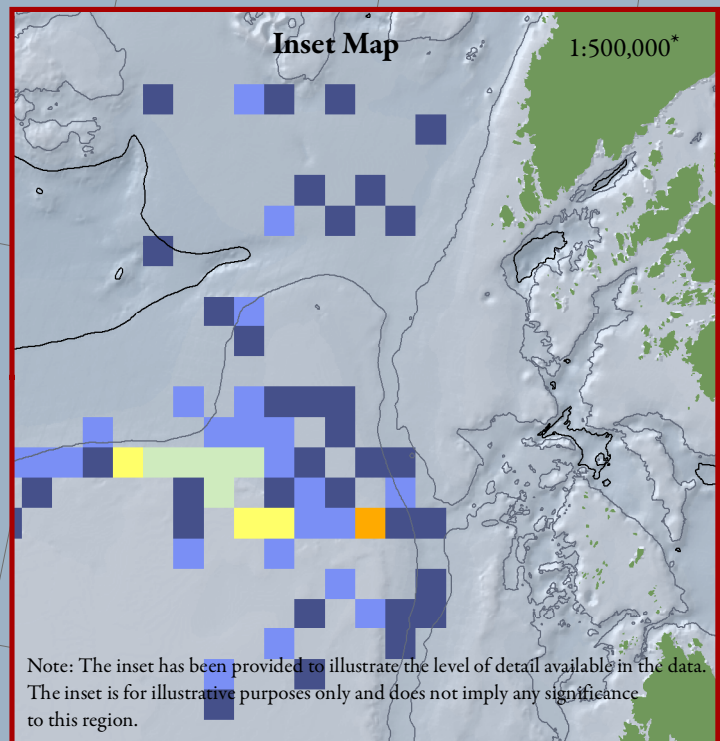 Inset Map
1:500,000*
Note: The inset has been provided to illustrate the level of detail available in the data.
The inset is for illustrative purposes only and does not imply any significance
to this region.